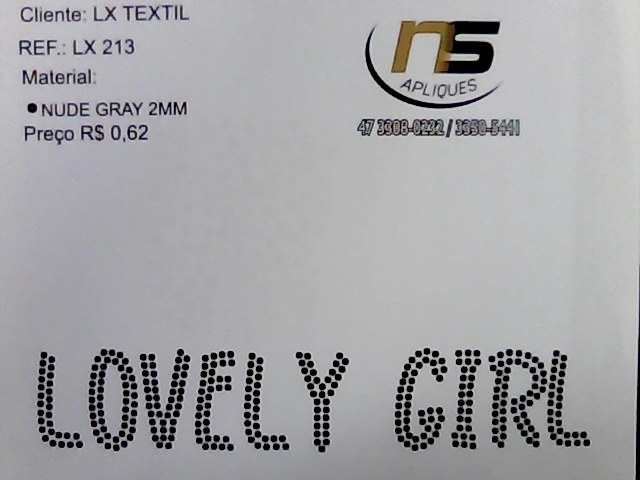 Cliente: LX TEXTIL
REF.: LX 213
Material:
● NUDE GRAY 2MM
Preço R$ 0,62
ns
APLIQUES
47 3308-0232 / 3350-5441
LOVELY GIRL